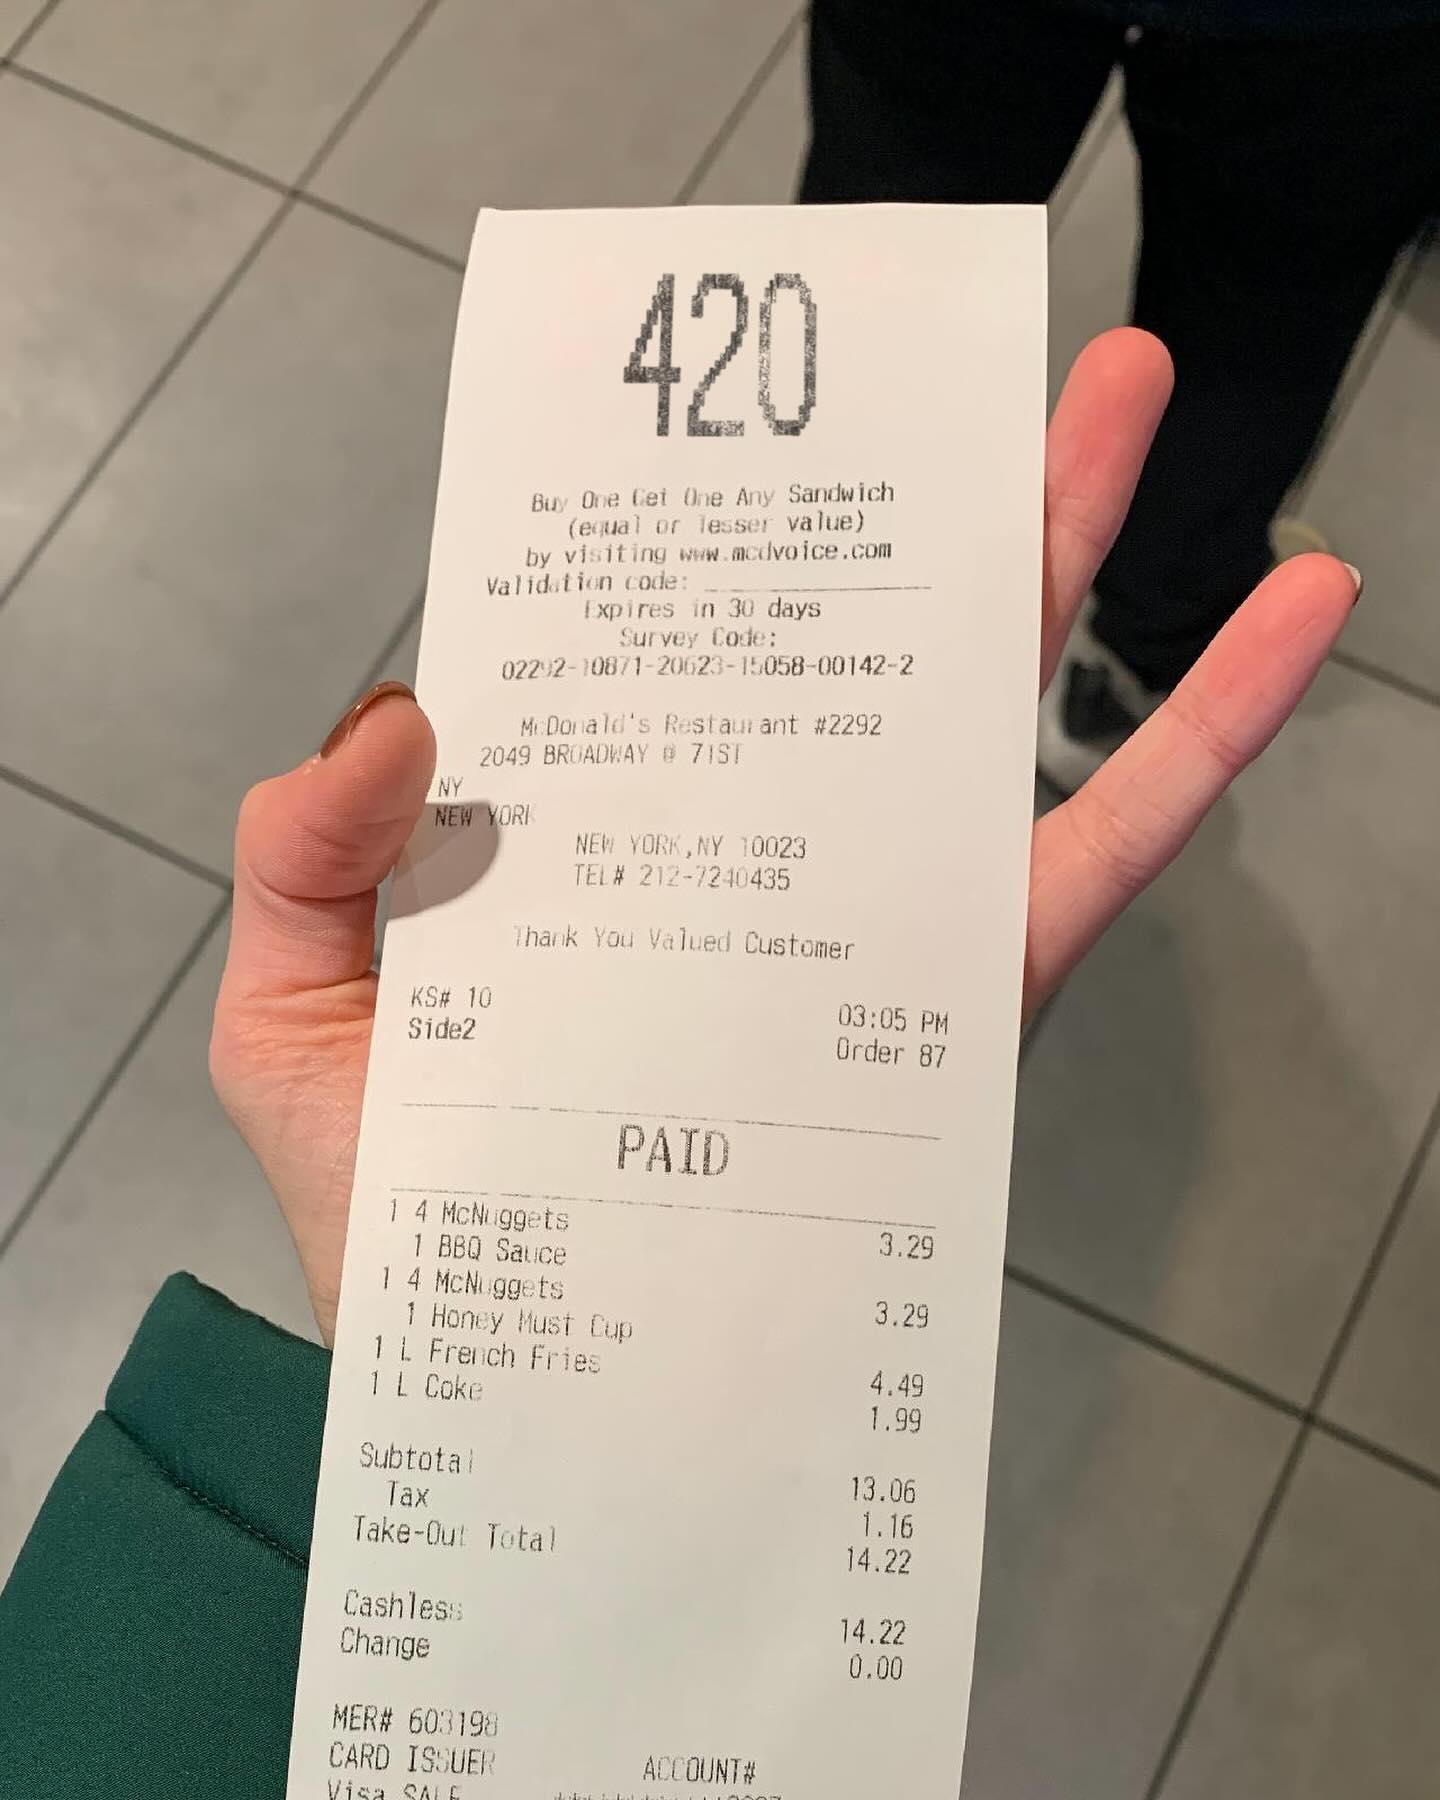 420
Buy One Get One Any Sandwich
(equal or lesser value)
by visiting www.mcdvoice.com
Validation code:
Expires in 30 days
Survey Code:
02292-10871-20623-15058-00142-2
McDonald's Restaurant #2292
2049 BROADWAY @ 71ST
NY
NEW YORK
NEW YORK,NY 10023
TEL# 212-7240435
Thank You Valued Customer
KS# 10 03:05 PM
Side2 Order 87
PAID
1 4 McNuggets 3.29
1 BBQ Sauce
1 4 McNuggets 3.29
1 Honey Must Cup
1 L French Fries 4.49
1 L Coke 1.99
Subtotal 13.06
Tax 1.16
Take-Out Total 14.22
Cashless 14.22
Change 0.00
MER# 603198
CARD ISSUER ACCOUNT#
Visa SALE